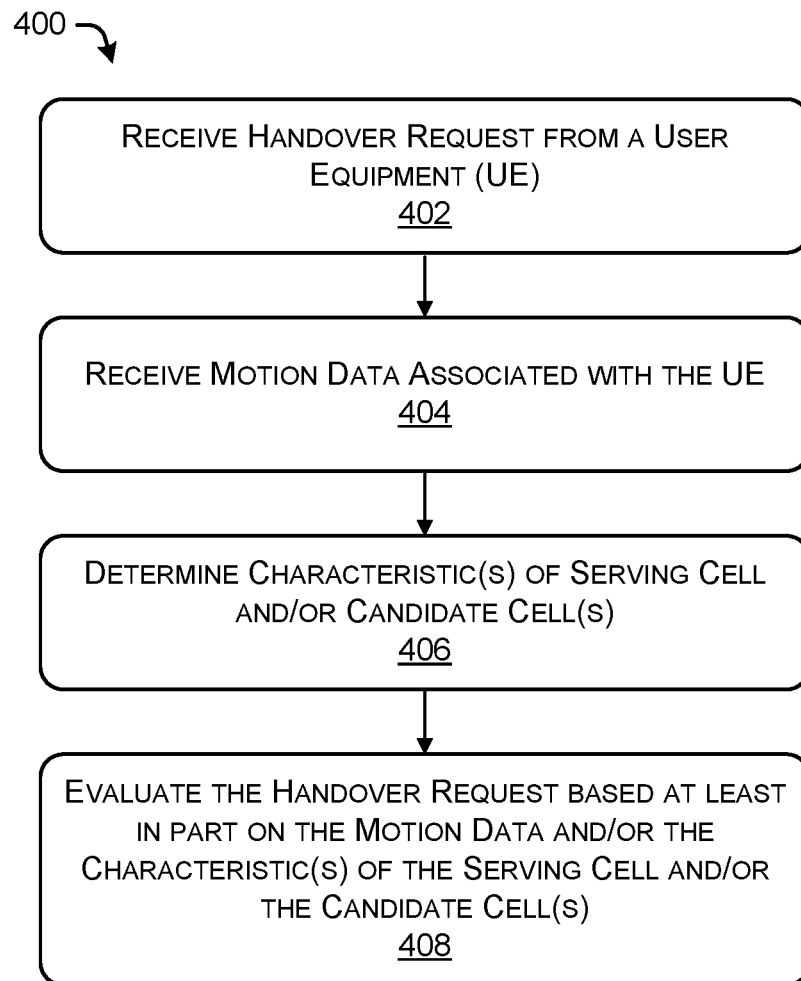 400
RECEIVE HANDOVER REQUEST FROM A USER
EQUIPMENT (UE)
402
RECEIVE MOTION DATA ASSOCIATED WITH THE UE
404
DETERMINE CHARACTERISTIC(S) OF SERVING CELL
AND/OR CANDIDATE CELL(S)
406
EVALUATE THE HANDOVER REQUEST BASED AT LEAST
IN PART ON THE MOTION DATA AND/OR THE
CHARACTERISTIC(S) OF THE SERVING CELL AND/OR
THE CANDIDATE CELL(S)
408